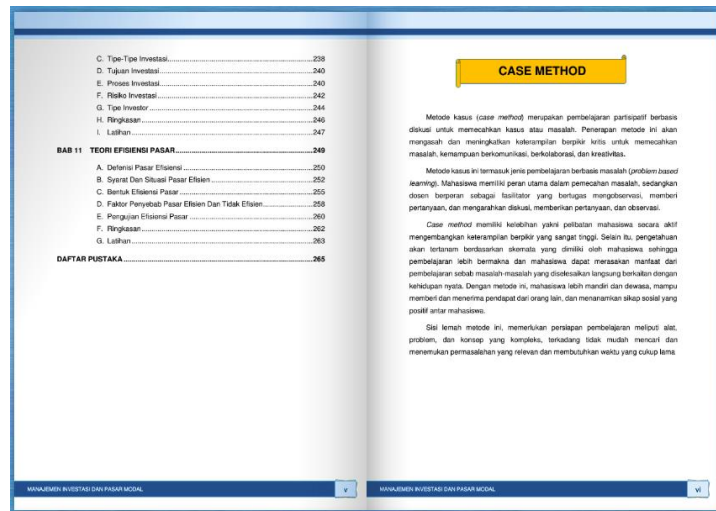 C. Tipe-Tipe Investasi..........238
D. Tujuan Investasi..........240
E. Proses Investasi..........240
F. Risiko Investasi..........242
G. Tipe Investor..........244
H. Ringkasan..........246
I. Latihan..........247
BAB 11 TEORI EFISIENSI PASAR..........249
A. Defenisi Pasar Efisiensi..........250
B. Syarat Dan Situasi Pasar Efisien..........252
C. Bentuk Efisiensi Pasar..........255
D. Faktor Penyebab Pasar Efisien Dan Tidak Efisien..........258
E. Pengujian Efisiensi Pasar..........260
F. Ringkasan..........262
G. Latihan..........263
DAFTAR PUSTAKA..........265
MANAJEMEN INVESTASI DAN PASAR MODAL
v
CASE METHOD
Metode kasus (case method) merupakan pembelajaran partisipatif berbasis
diskusi untuk memecahkan kasus atau masalah. Penerapan metode ini akan
mengasah dan meningkatkan keterampilan berpikir kritis untuk memecahkan
masalah, kemampuan berkomunikasi, berkolaborasi, dan kreativitas.
Metode kasus ini termasuk jenis pembelajaran berbasis masalah (problem based
learning). Mahasiswa memiliki peran utama dalam pemecahan masalah, sedangkan
dosen berperan sebagai fasilitator yang bertugas mengobservasi, memberi
pertanyaan, dan mengarahkan diskusi, memberikan pertanyaan, dan observasi.
Case method memiliki kelebihan yakni pelibatan mahasiswa secara aktif
mengembangkan keterampilan berpikir yang sangat tinggi. Selain itu, pengetahuan
akan tertanam berdasarkan skemata yang dimiliki oleh mahasiswa sehingga
pembelajaran lebih bermakna dan mahasiswa dapat merasakan manfaat dari
pembelajaran sebab masalah-masalah yang diselesaikan langsung berkaitan dengan
kehidupan nyata. Dengan metode ini, mahasiswa lebih mandiri dan dewasa, mampu
memberi dan menerima pendapat dari orang lain, dan menanamkan sikap sosial yang
positif antar mahasiswa.
Sisi lemah metode ini, memerlukan persiapan pembelajaran meliputi alat,
problem, dan konsep yang kompleks, terkadang tidak mudah mencari dan
menemukan permasalahan yang relevan dan membutuhkan waktu yang cukup lama
MANAJEMEN INVESTASI DAN PASAR MODAL
vi